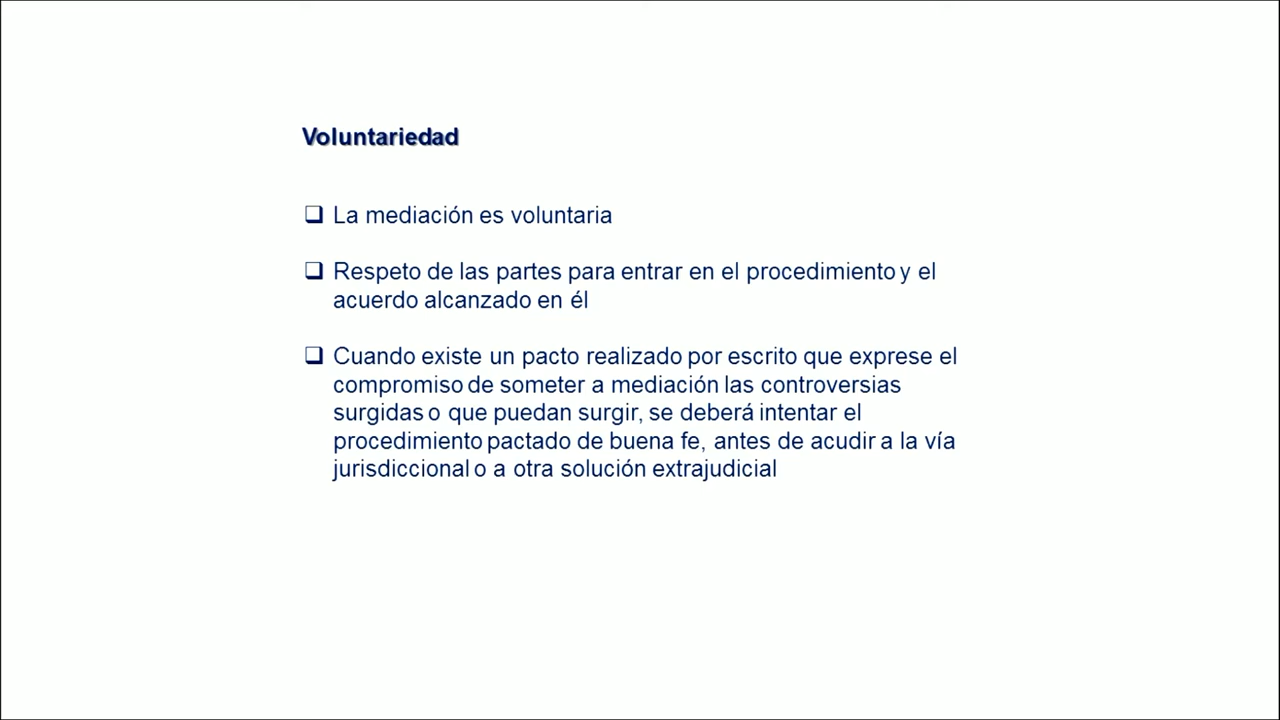 Voluntariedad
❑ La mediación es voluntaria
❑ Respeto de las partes para entrar en el procedimiento y el
acuerdo alcanzado en él
❑ Cuando existe un pacto realizado por escrito que exprese el
compromiso de someter a mediación las controversias
surgidas o que puedan surgir, se deberá intentar el
procedimiento pactado de buena fe, antes de acudir a la vía
jurisdiccional o a otra solución extrajudicial